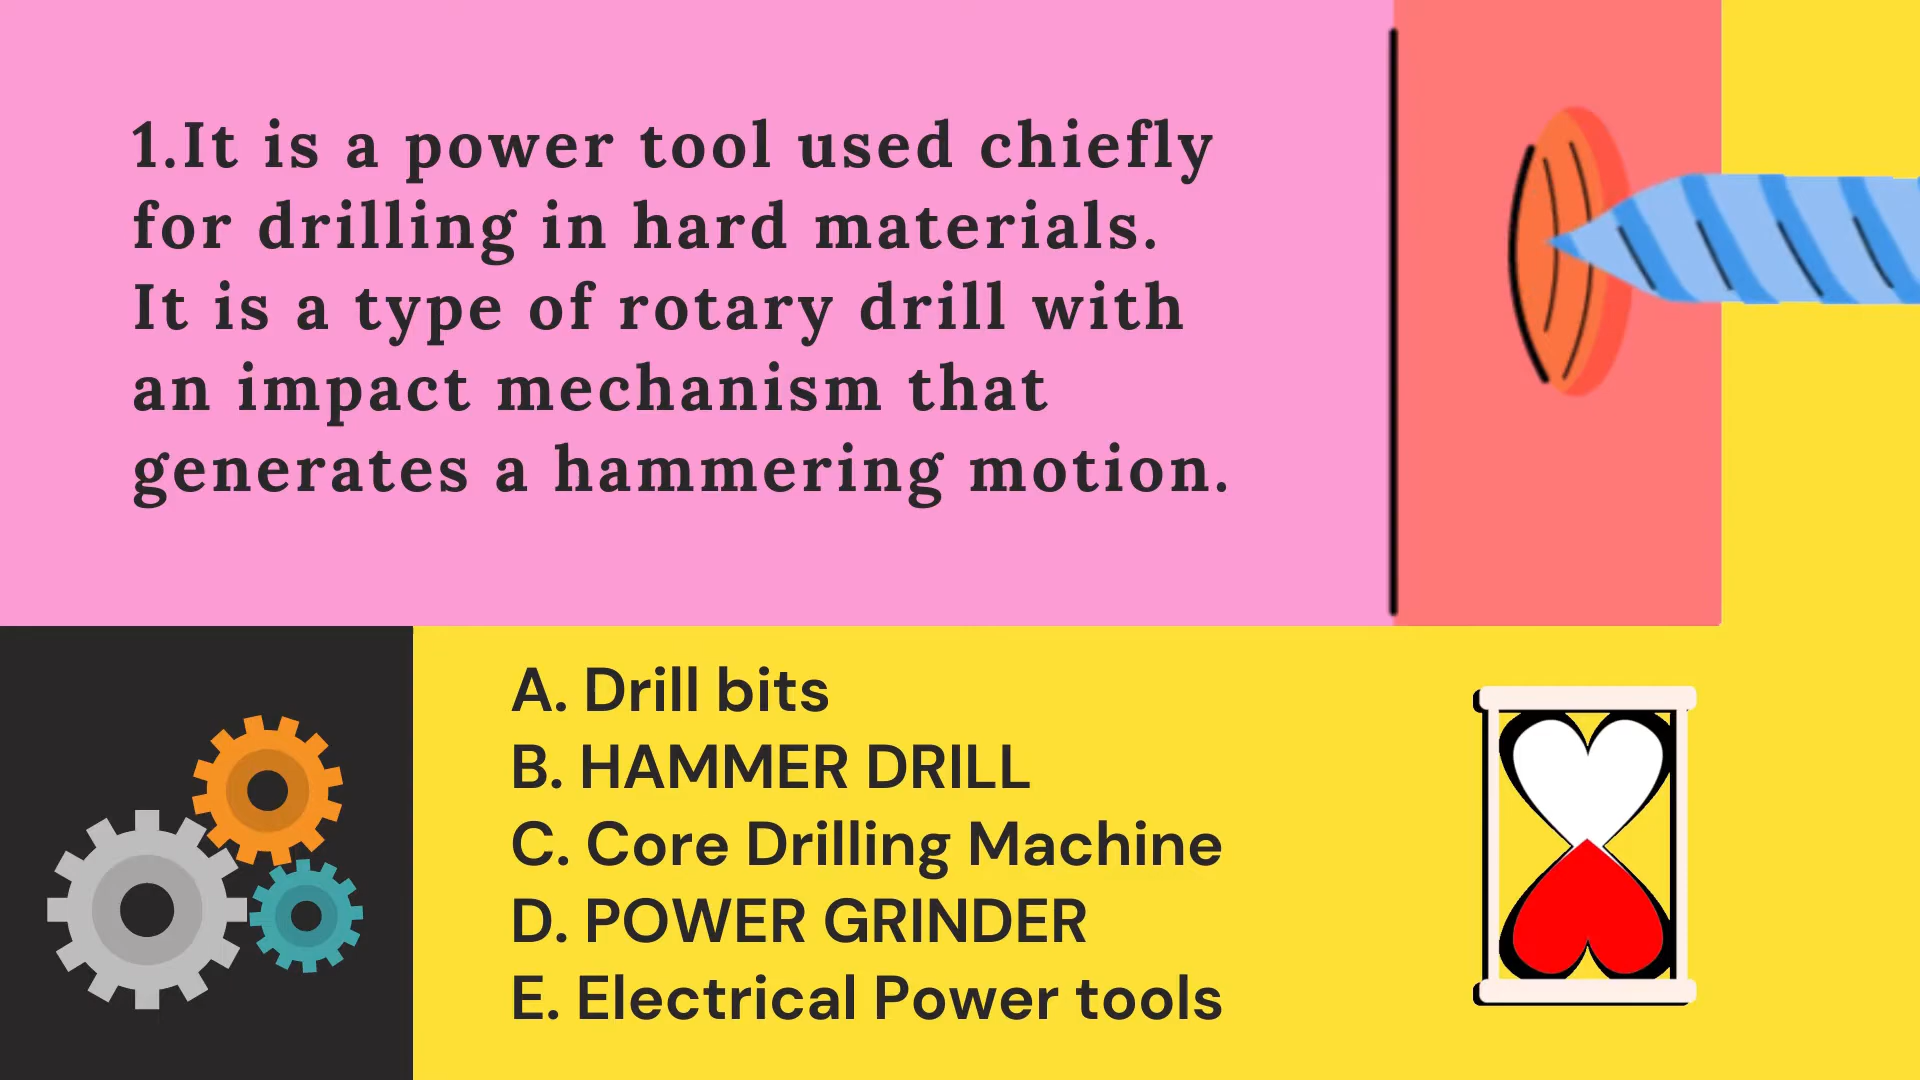 1.It is a power tool used chiefly
for drilling in hard materials.
It is a type of rotary drill with
an impact mechanism that
generates a hammering motion.
A. Drill bits
B. HAMMER DRILL
C. Core Drilling Machine
D. POWER GRINDER
E. Electrical Power tools